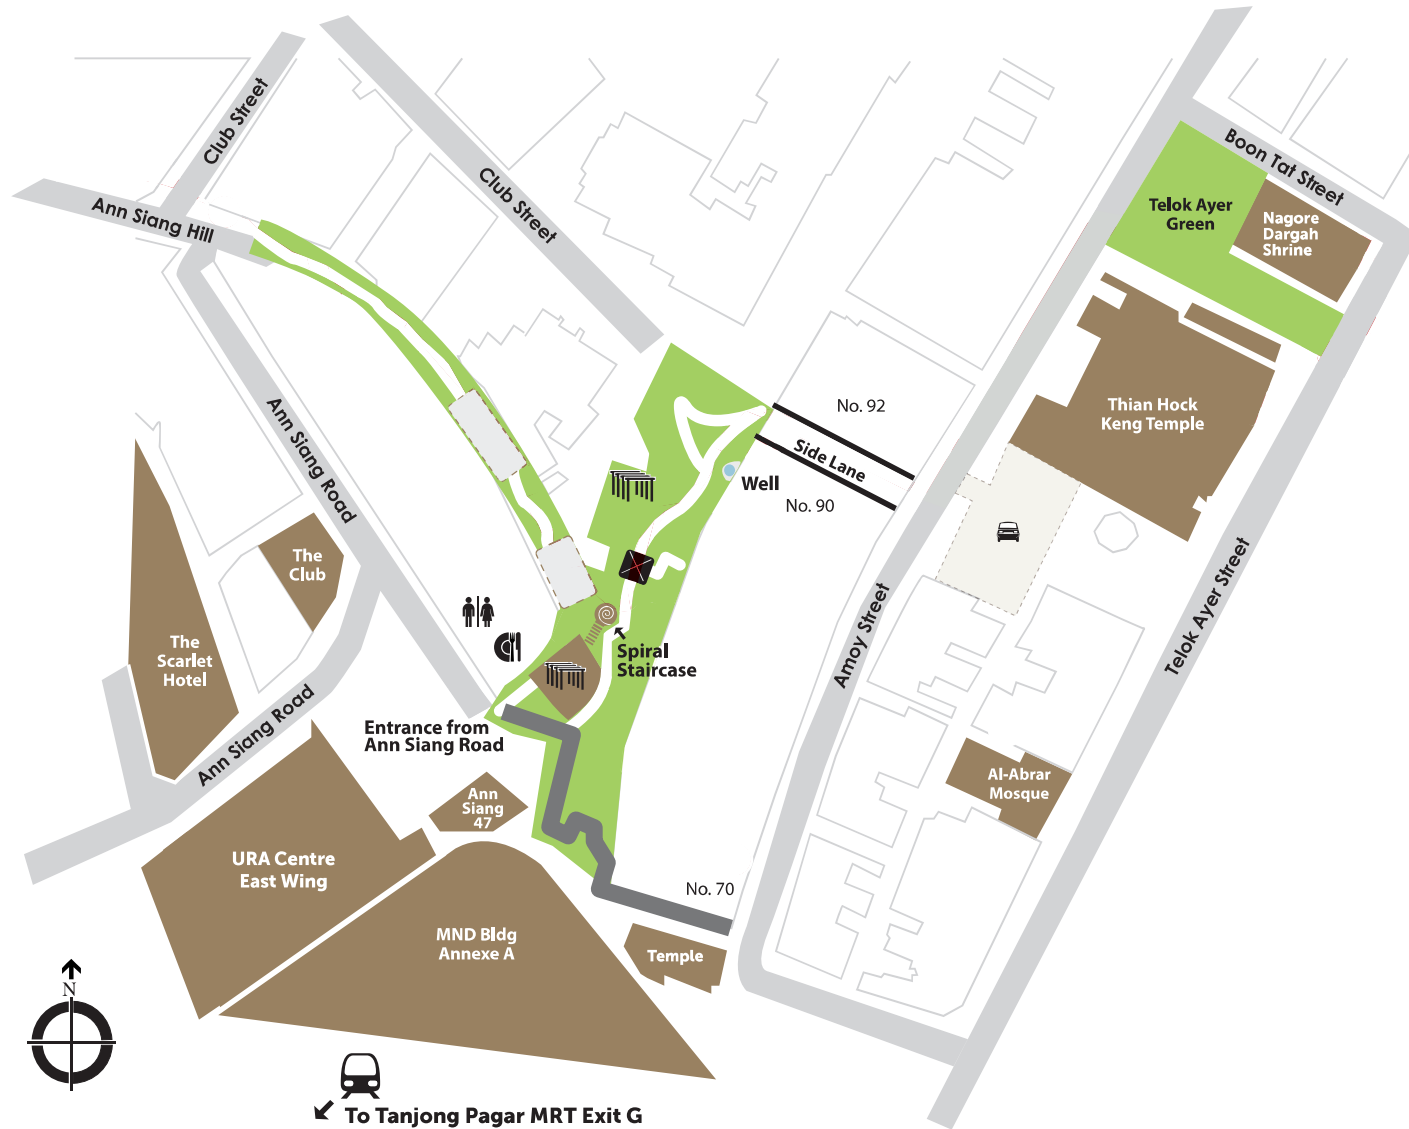 Club Street
Ann Siang Hill
Club Street
Boon Tat Street
Telok Ayer
Green
Nagore
Dargah
Shrine
Ann Siang Road
No. 92
Side Lane
No. 90
Well
Thian Hock
Keng Temple
The
Club
The
Scarlet
Hotel
Spiral
Staircase
Amoy Street
Telok Ayer Street
Entrance from
Ann Siang Road
Ann Siang Road
Ann
Siang
47
Al-Abrar
Mosque
URA Centre
East Wing
No. 70
MND Bldg
Annexe A
Temple
N
To Tanjong Pagar MRT Exit G